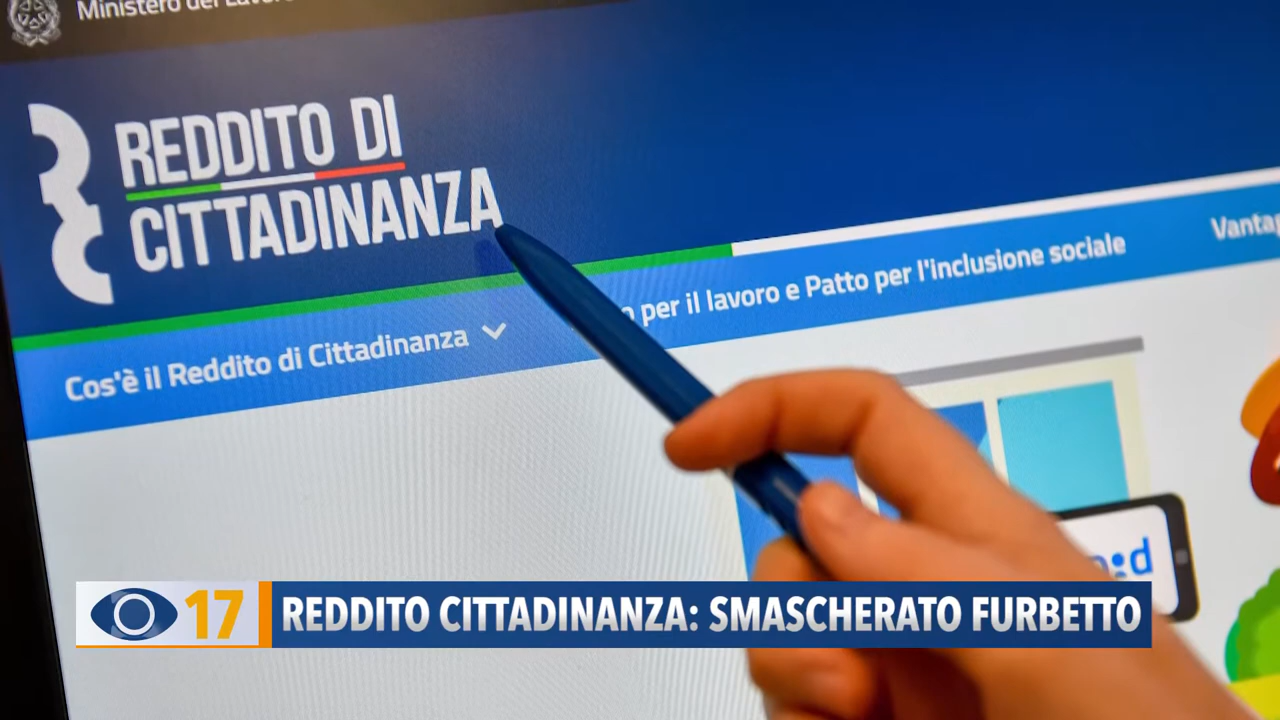 Ministero del Lavoro
REDDITO DI
CITTADINANZA
Cos'è il Reddito di Cittadinanza
per il lavoro e Patto per l'inclusione sociale
17 REDDITO CITTADINANZA: SMASCHERATO FURBETTO